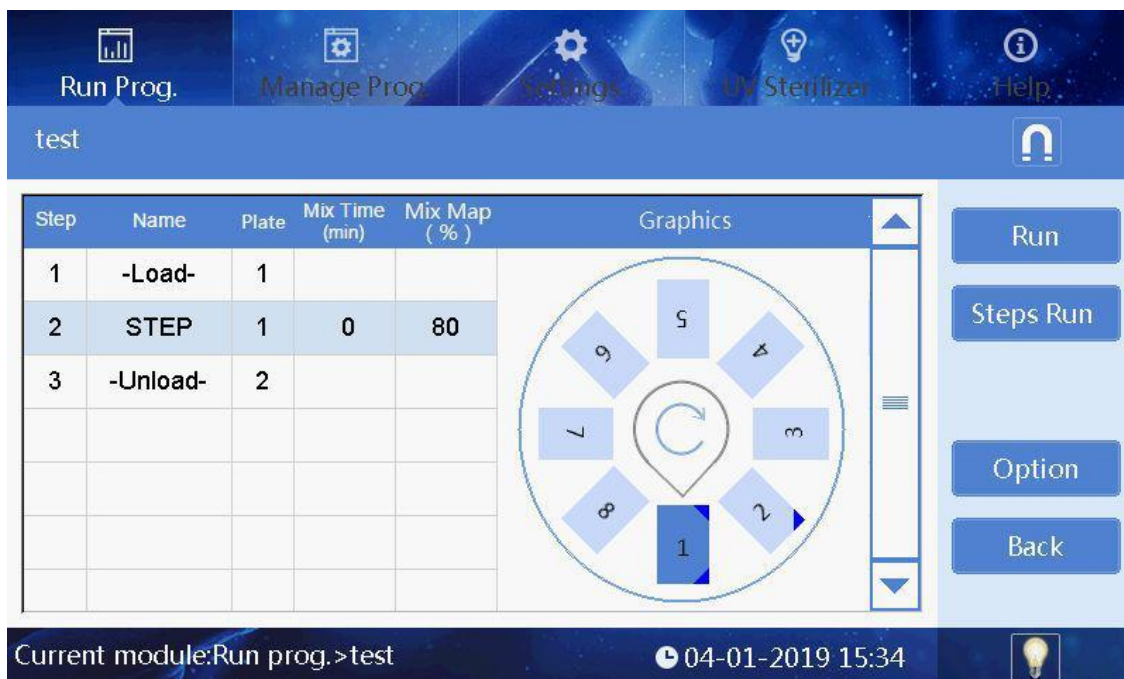 Run Prog. Manage Prog. Settings UV Sterilizer Help
test
Step Name Plate Mix Time (min) Mix Map ( % ) Graphics
1 -Load- 1
2 STEP 1 0 80
3 -Unload- 2
5
6 4
7 3
8 2
1
Run
Steps Run
Option
Back
Current module:Run prog.>test 04-01-2019 15:34